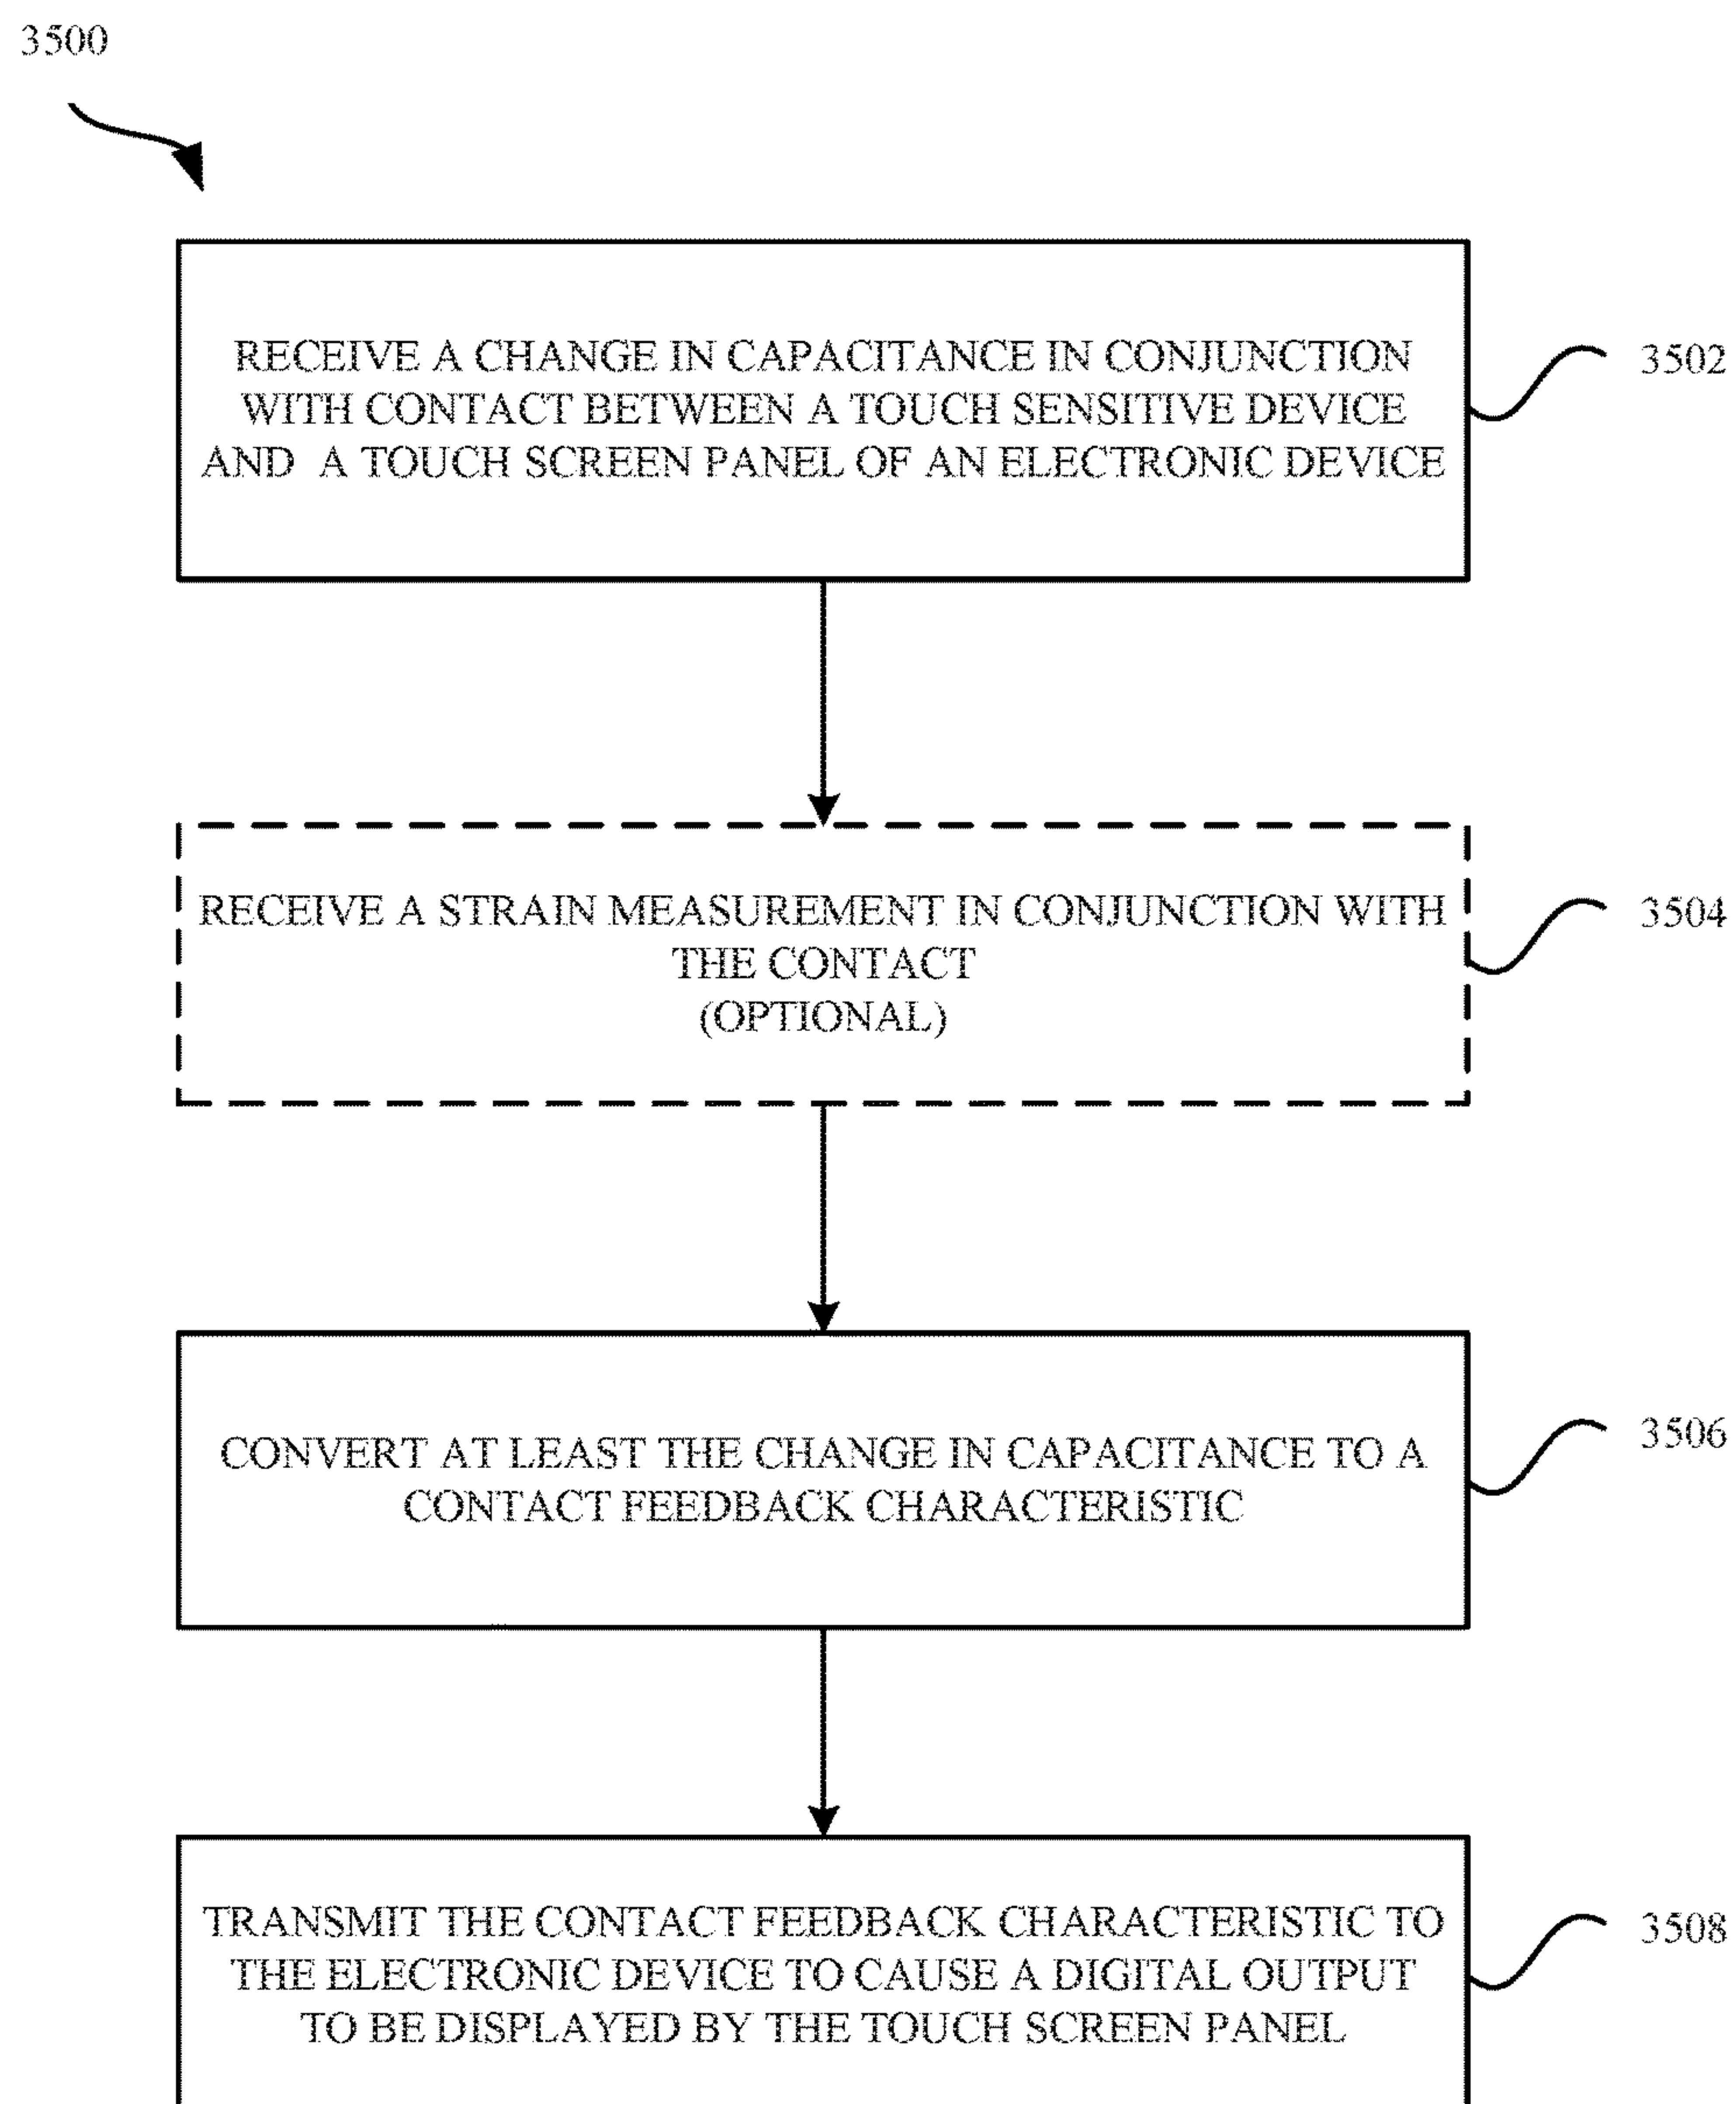 3500
RECEIVE A CHANGE IN CAPACITANCE IN CONJUNCTION
WITH CONTACT BETWEEN A TOUCH SENSITIVE DEVICE
AND A TOUCH SCREEN PANEL OF AN ELECTRONIC DEVICE
3502
RECEIVE A STRAIN MEASUREMENT IN CONJUNCTION WITH
THE CONTACT
(OPTIONAL)
3504
CONVERT AT LEAST THE CHANGE IN CAPACITANCE TO A
CONTACT FEEDBACK CHARACTERISTIC
3506
TRANSMIT THE CONTACT FEEDBACK CHARACTERISTIC TO
THE ELECTRONIC DEVICE TO CAUSE A DIGITAL OUTPUT
TO BE DISPLAYED BY THE TOUCH SCREEN PANEL
3508